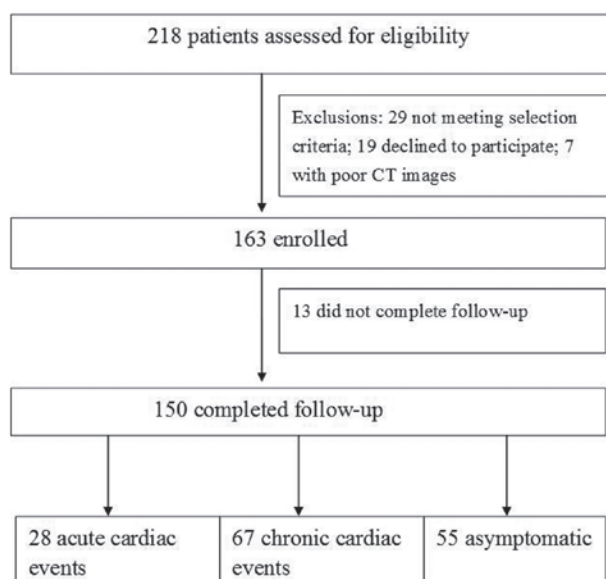 218 patients assessed for eligibility
Exclusions: 29 not meeting selection
criteria; 19 declined to participate; 7
with poor CT images
163 enrolled
13 did not complete follow-up
150 completed follow-up
28 acute cardiac
events
67 chronic cardiac
events
55 asymptomatic